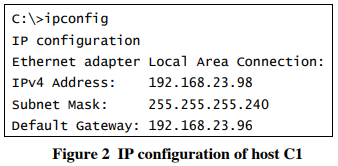 C:\>ipconfig
IP configuration
Ethernet adapter Local Area Connection:
IPv4 Address: 192.168.23.98
Subnet Mask: 255.255.255.240
Default Gateway: 192.168.23.96
Figure 2 IP configuration of host C1